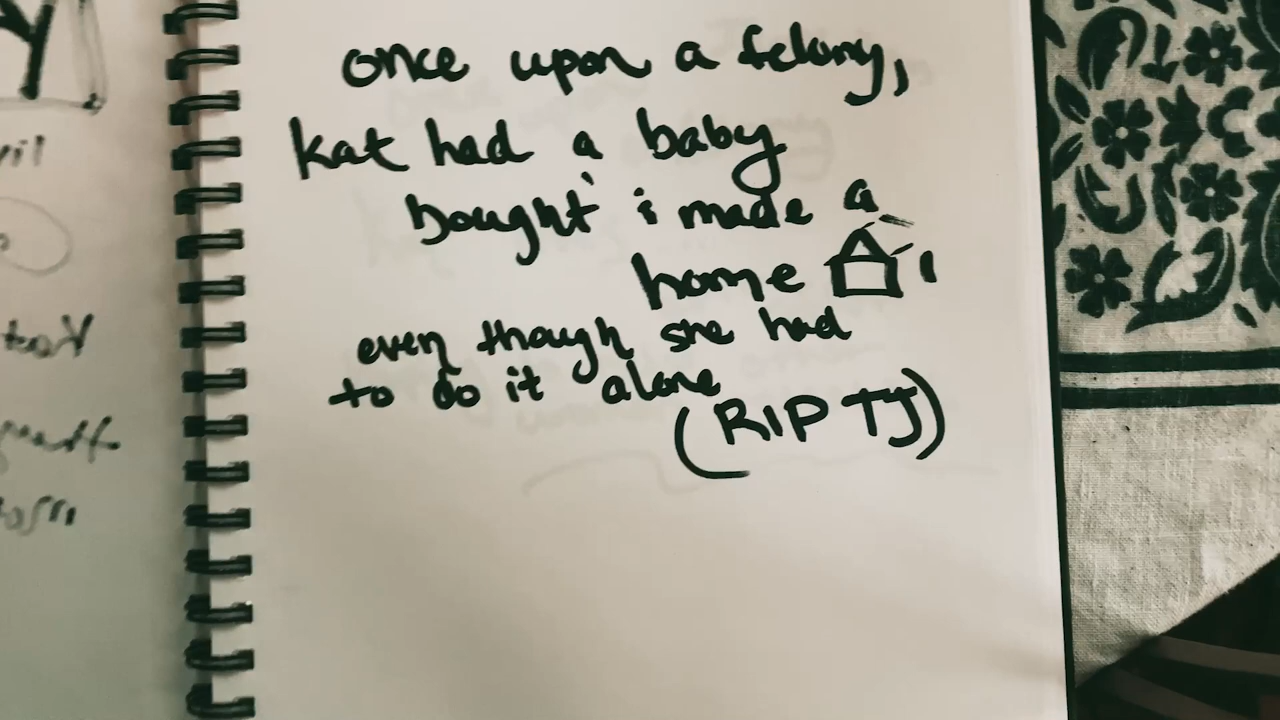 once upon a felony,
Kat had a baby
bought i made a
home
even though she had
to do it alone
(RIP TJ)